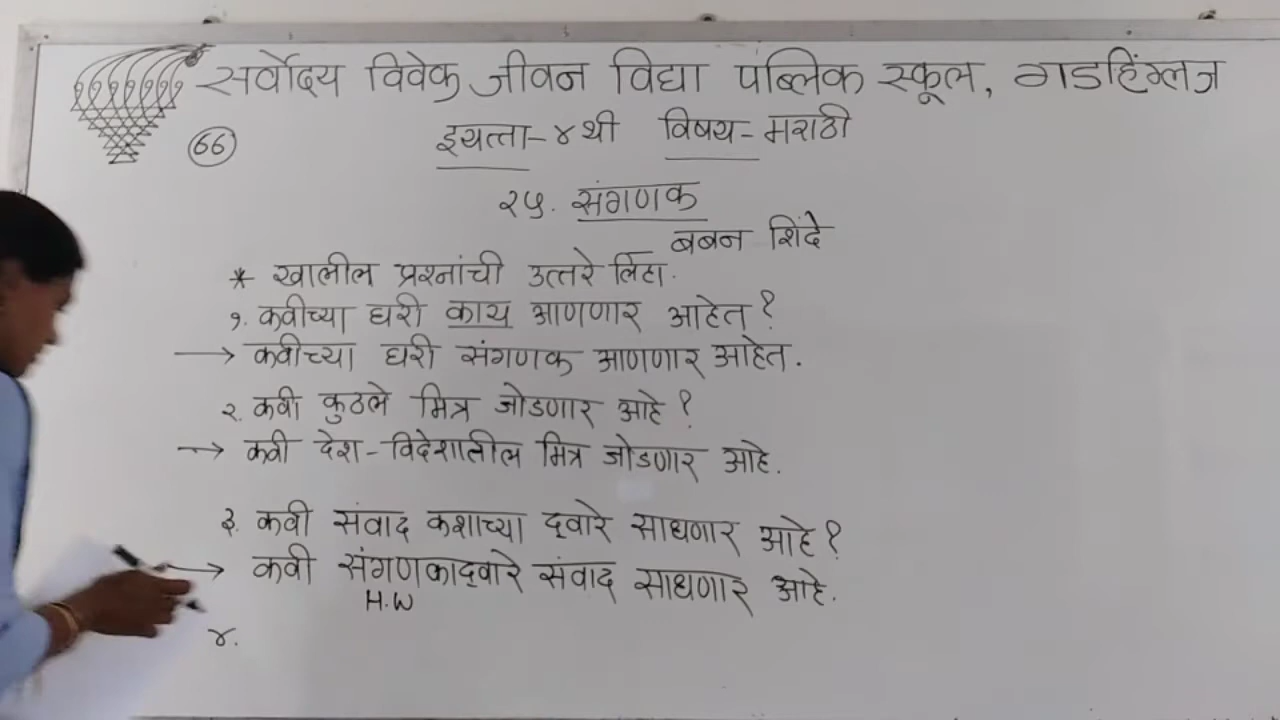 सर्वोदय विवेक जीवन विद्या पब्लिक स्कूल, गडहिंग्लज
66
इयत्ता-४थी विषय-मराठी
२५. संगणक
बबन शिंदे
* खालील प्रश्नांची उत्तरे लिहा.
१. कवीच्या घरी काय आणणार आहेत?
→ कवीच्या घरी संगणक आणणार आहेत.
२. कवी कुठले मित्र जोडणार आहे?
→ कवी देश-विदेशातील मित्र जोडणार आहे.
३. कवी संवाद कशाच्या द्वारे साधणार आहे?
→ कवी संगणकाद्वारे संवाद साधणार आहे.
H.W
४.